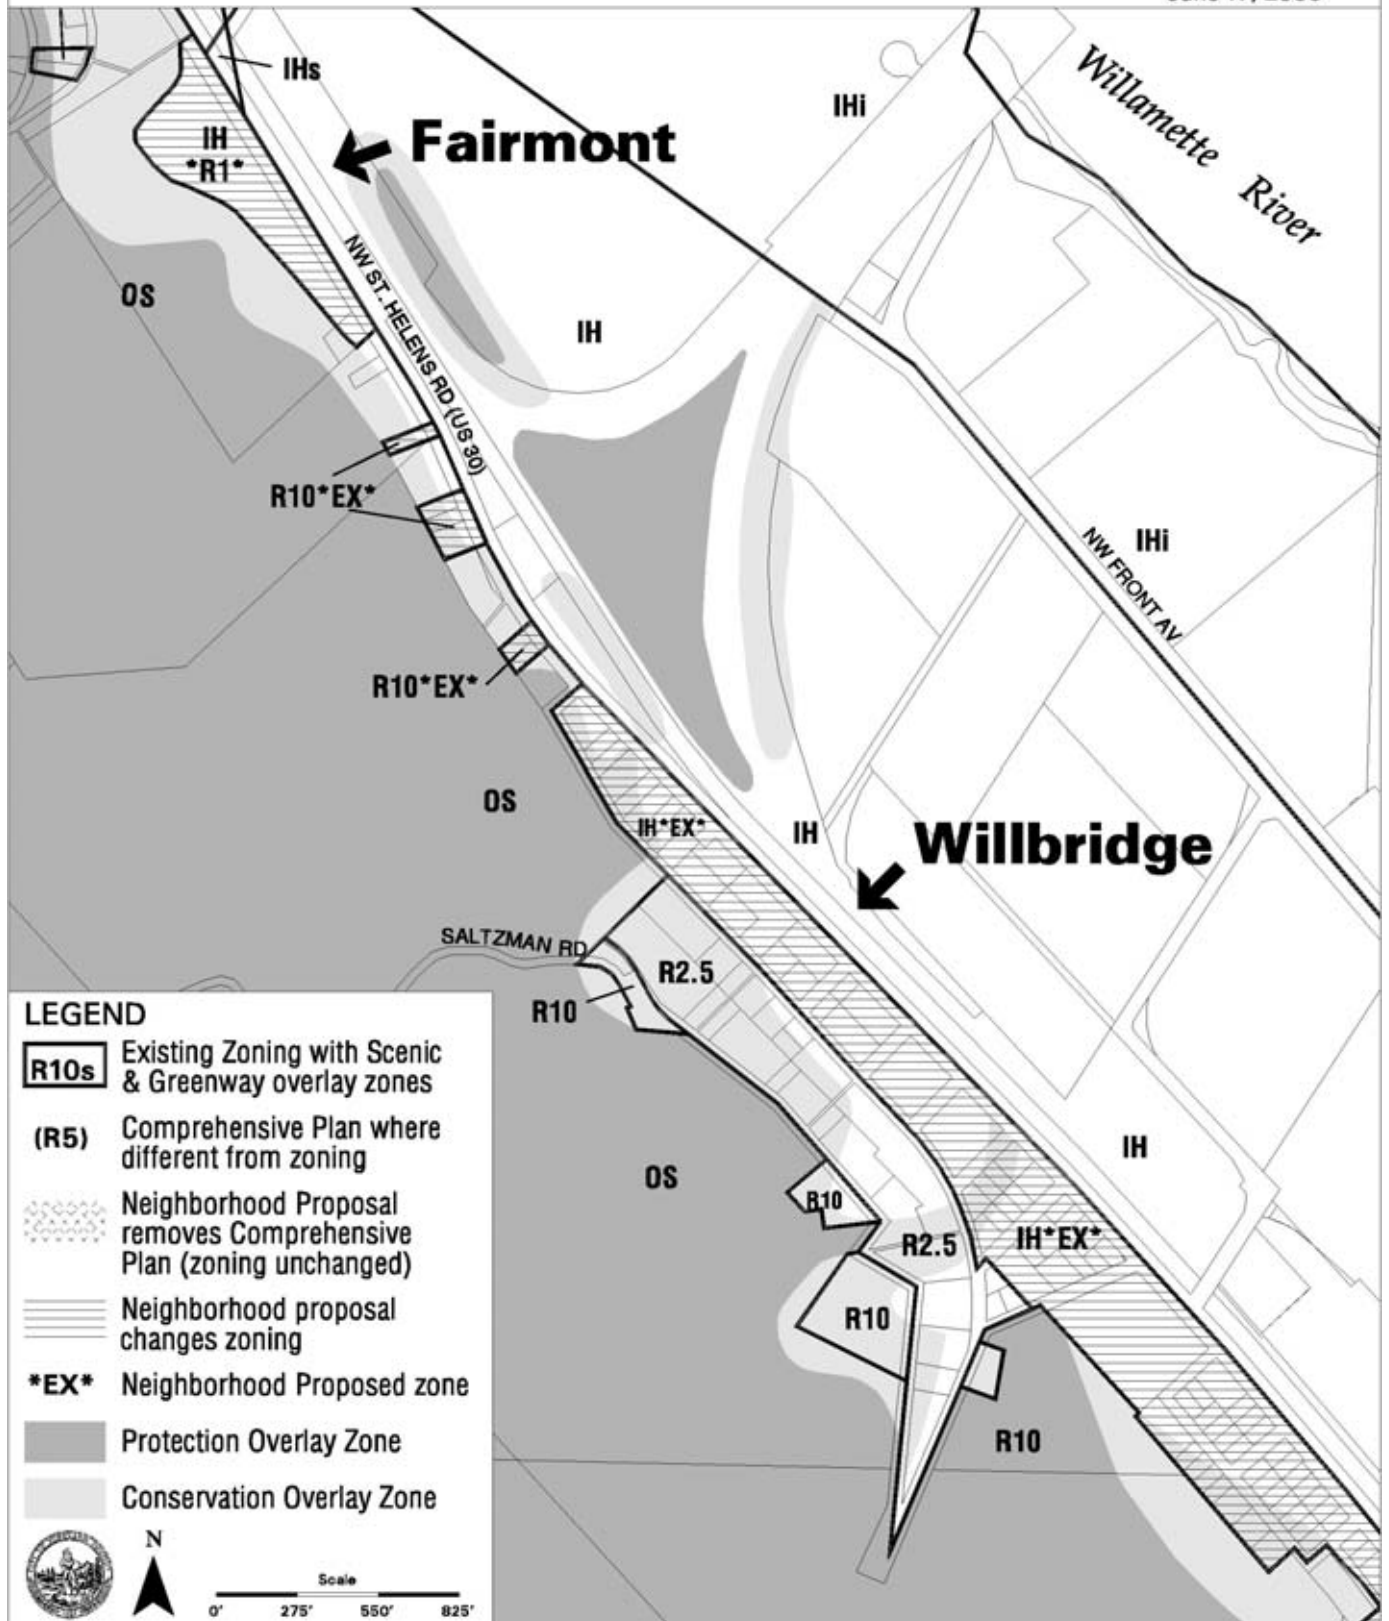 IHs
Fairmont
IHi
Willamette
River
IH
*R1*
OS
NW ST. HELENS RD (US 30)
IH
R10*EX*
NW FRONT AV
IHi
R10*EX*
OS
IH*EX*
IH
Willbridge
SALTZMAN RD
R2.5
R10
OS
R10
R2.5
IH*EX*
IH
R10
R10
LEGEND
R10s
Existing Zoning with Scenic
& Greenway overlay zones
(R5)
Comprehensive Plan where
different from zoning
Neighborhood Proposal
removes Comprehensive
Plan (zoning unchanged)
Neighborhood proposal
changes zoning
*EX*
Neighborhood Proposed zone
Protection Overlay Zone
Conservation Overlay Zone
N
Scale
0' 275' 550' 825'